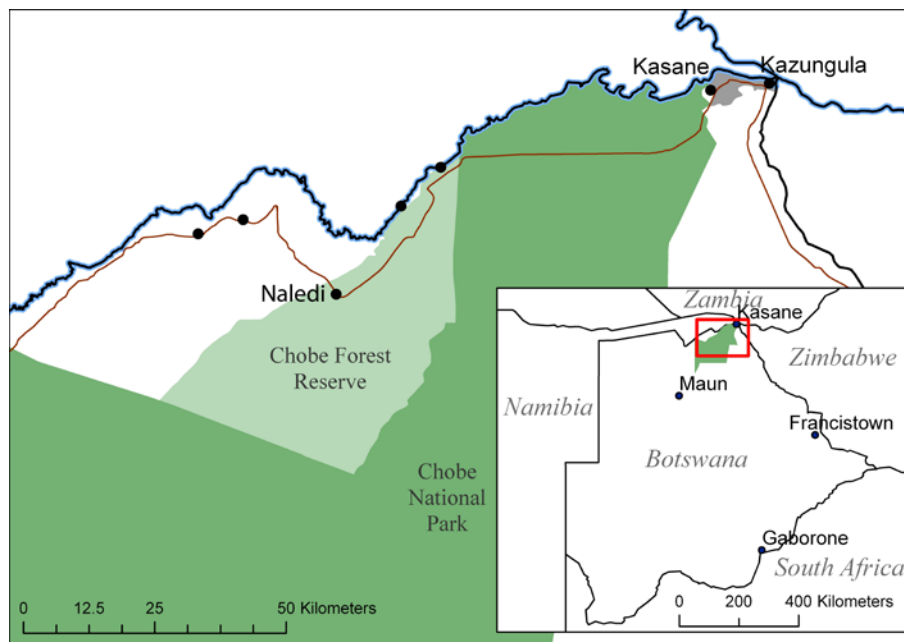 Kasane
Kazungula
Naledi
Chobe Forest
Reserve
Chobe
National
Park
0 12.5 25 50 Kilometers
Zambia
Kasane
Zimbabwe
Maun
Namibia
Francistown
Botswana
Gaborone
South Africa
0 200 400 Kilometers